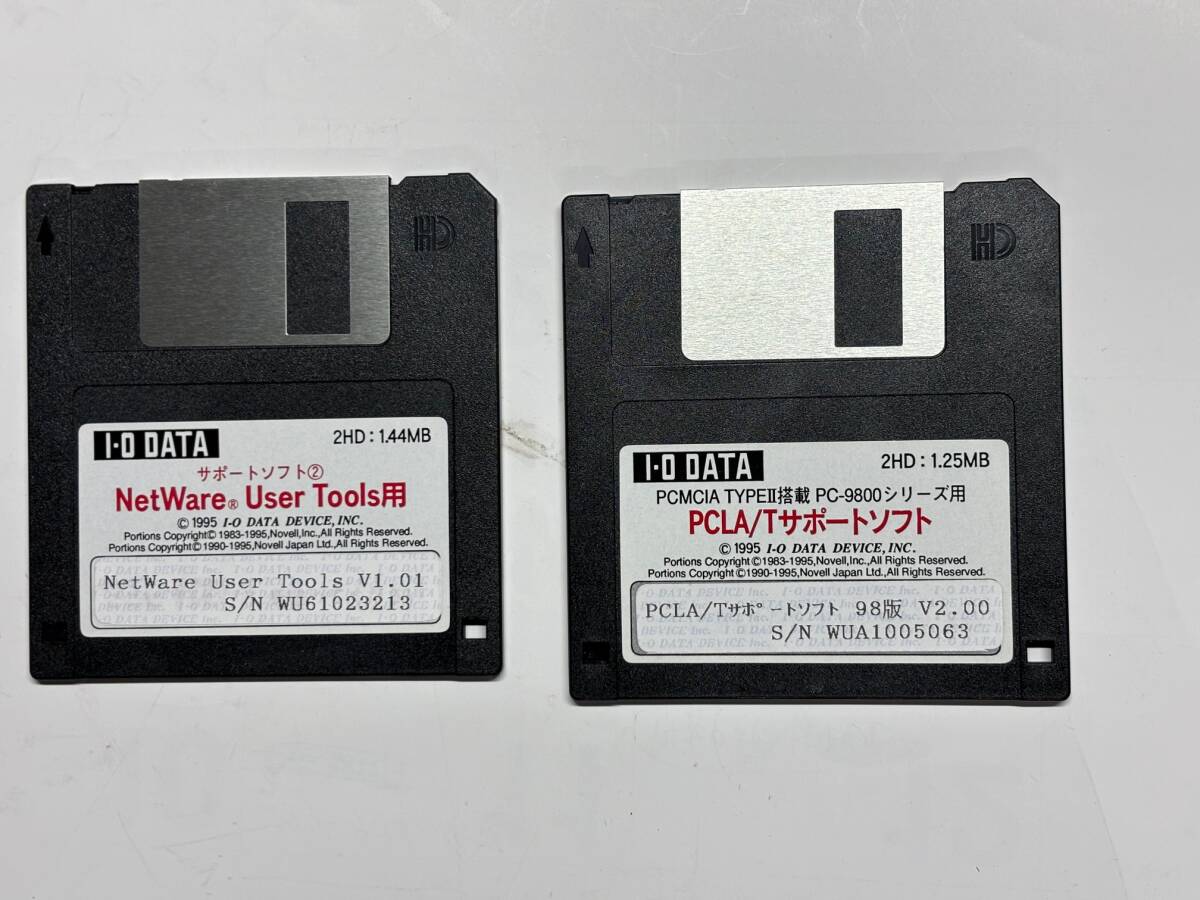 HD
I·O DATA
2HD：1.44MB
サポートソフト②
NetWare® User Tools用
© 1995 I-O DATA DEVICE, INC.
Portions Copyright© 1983-1995,Novell,Inc.,All Rights Reserved.
Portions Copyright© 1990-1995,Novell Japan Ltd.,All Rights Reserved.
NetWare User Tools V1.01
S/N WU61023213
HD
I·O DATA
2HD：1.25MB
PCMCIA TYPEⅡ搭載 PC-9800シリーズ用
PCLA/Tサポートソフト
© 1995 I-O DATA DEVICE, INC.
Portions Copyright©1983-1995,Novell,Inc.,All Rights Reserved.
Portions Copyright©1990-1995,Novell Japan Ltd.,All Rights Reserved.
PCLA/Tｻﾎﾟｰﾄｿﾌﾄ 98版 V2.00
S/N WUA1005063